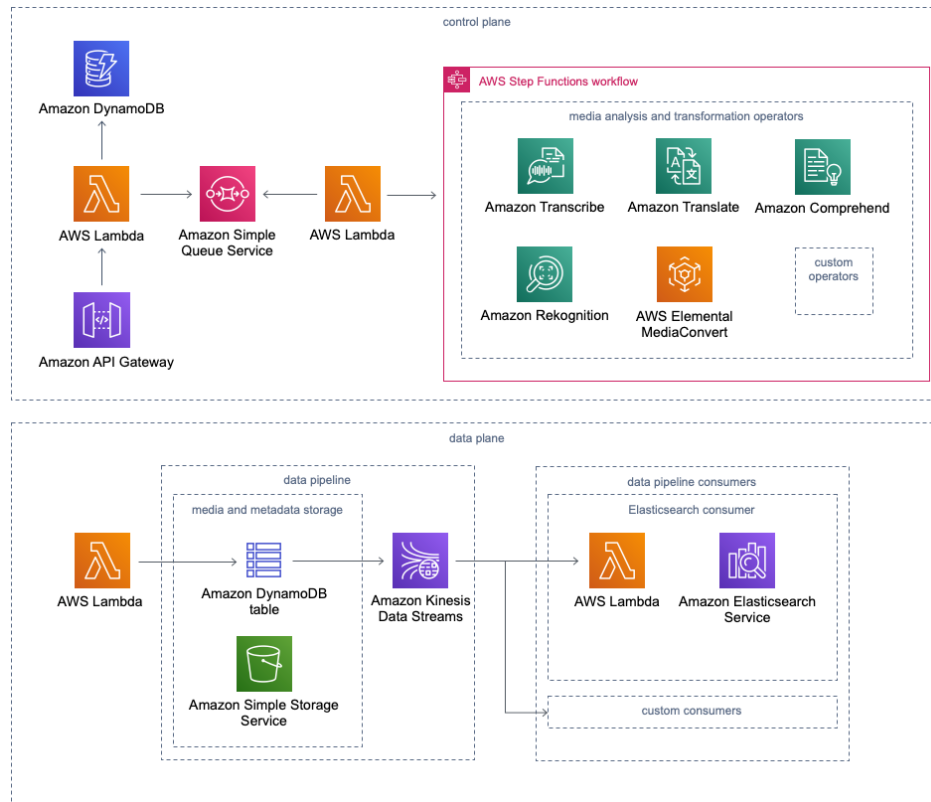 control plane
Amazon DynamoDB
AWS Step Functions workflow
media analysis and transformation operators
Amazon Transcribe
Amazon Translate
Amazon Comprehend
AWS Lambda
Amazon Simple
Queue Service
AWS Lambda
custom
operators
Amazon Rekognition
AWS Elemental
MediaConvert
Amazon API Gateway
data plane
data pipeline
media and metadata storage
data pipeline consumers
Elasticsearch consumer
AWS Lambda
Amazon DynamoDB
table
Amazon Kinesis
Data Streams
AWS Lambda
Amazon Elasticsearch
Service
Amazon Simple Storage
Service
custom consumers